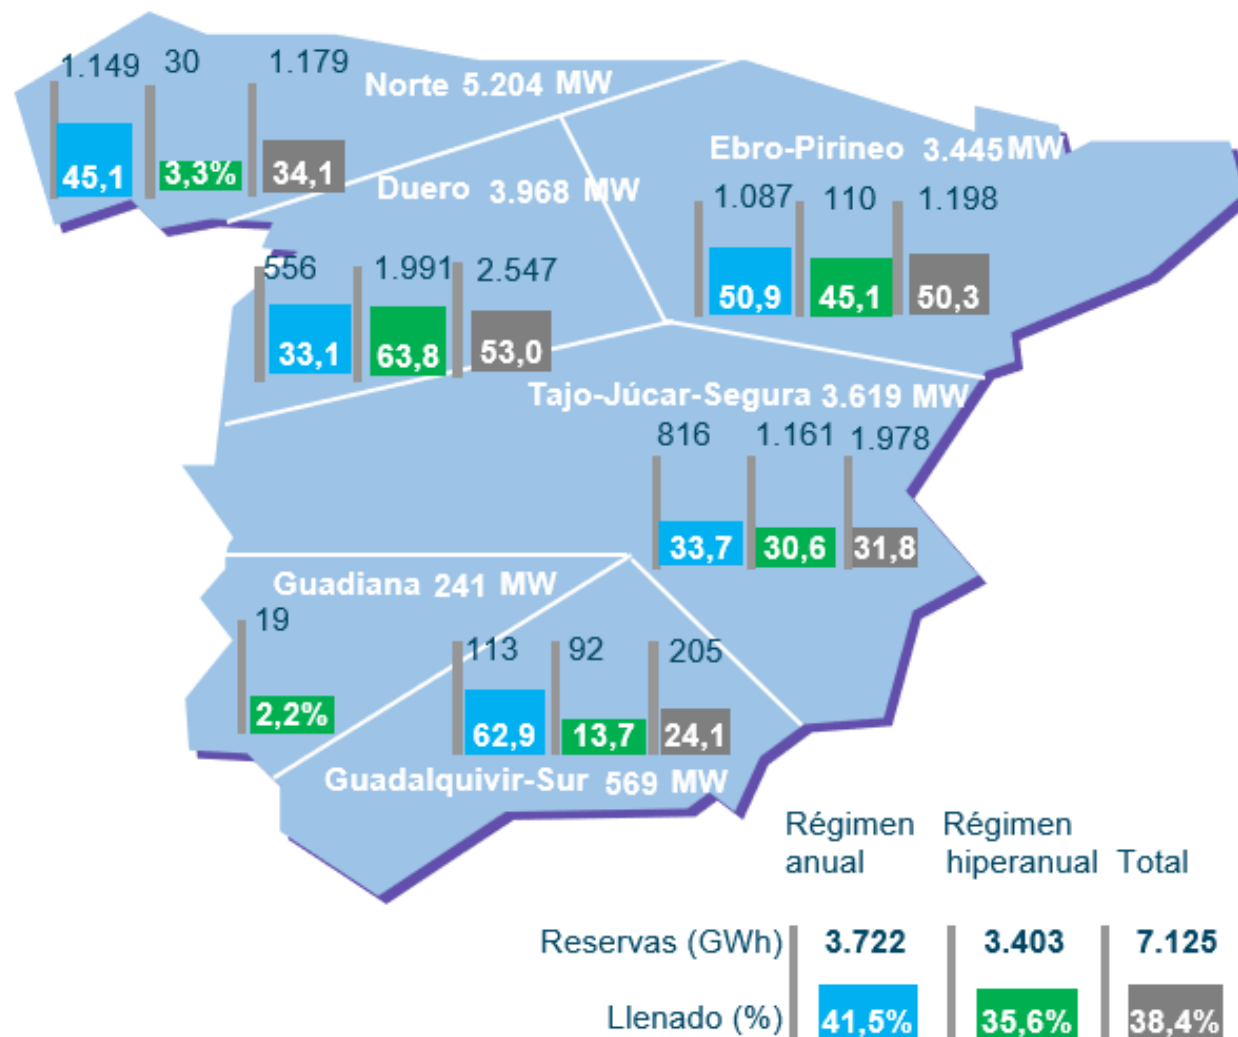 1.149 30 1.179
Norte 5.204 MW
45,1 3,3% 34,1
Ebro-Pirineo 3.445 MW
1.087 110 1.198
50,9 45,1 50,3
Duero 3.968 MW
556 1.991 2.547
33,1 63,8 53,0
Tajo-Júcar-Segura 3.619 MW
816 1.161 1.978
33,7 30,6 31,8
Guadiana 241 MW
19
2,2%
113 92 205
62,9 13,7 24,1
Guadalquivir-Sur 569 MW
Régimen anual Régimen hiperanual Total
Reservas (GWh) 3.722 3.403 7.125
Llenado (%) 41,5% 35,6% 38,4%